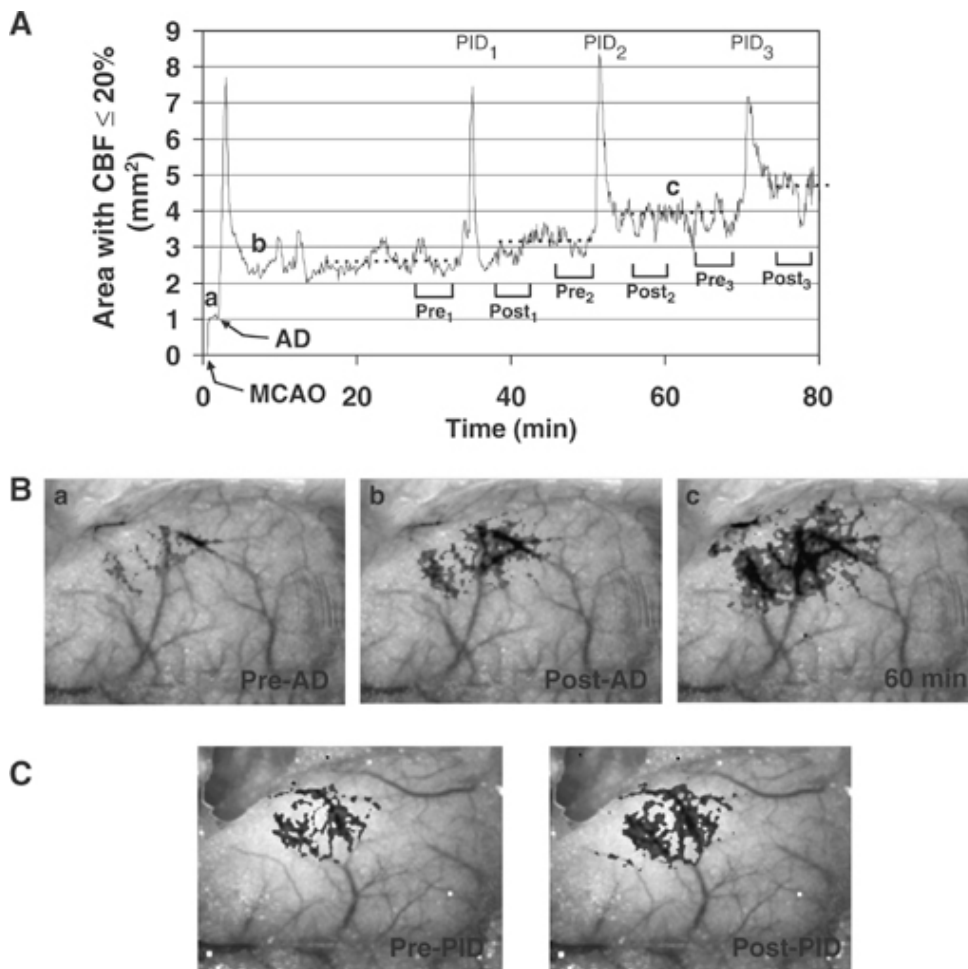 A
Area with CBF ≤ 20%
(mm²)
9
8
7
6
5
4
3
2
1
0
PID₁
PID₂
PID₃
a
b
c
AD
MCAO
Pre₁
Post₁
Pre₂
Post₂
Pre₃
Post₃
0 20 40 60 80
Time (min)
B
a
Pre-AD
b
Post-AD
c
60 min
C
Pre-PID
Post-PID